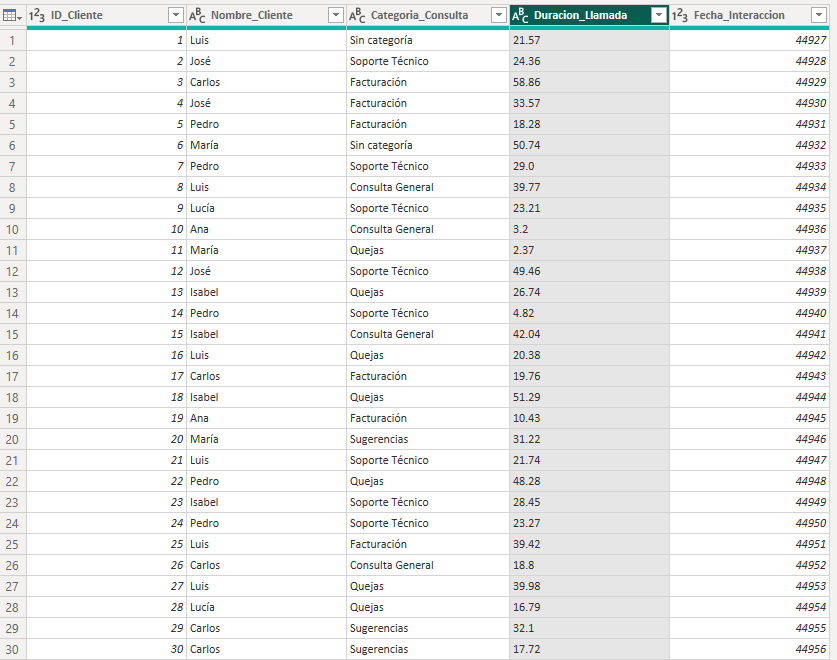 1²3 ID_Cliente ABC Nombre_Cliente ABC Categoria_Consulta ABC Duracion_Llamada 1²3 Fecha_Interaccion
1 1 Luis Sin categoría 21.57 44927
2 2 José Soporte Técnico 24.36 44928
3 3 Carlos Facturación 58.86 44929
4 4 José Facturación 33.57 44930
5 5 Pedro Facturación 18.28 44931
6 6 María Sin categoría 50.74 44932
7 7 Pedro Soporte Técnico 29.0 44933
8 8 Luis Consulta General 39.77 44934
9 9 Lucía Soporte Técnico 23.21 44935
10 10 Ana Consulta General 3.2 44936
11 11 María Quejas 2.37 44937
12 12 José Soporte Técnico 49.46 44938
13 13 Isabel Quejas 26.74 44939
14 14 Pedro Soporte Técnico 4.82 44940
15 15 Isabel Consulta General 42.04 44941
16 16 Luis Quejas 20.38 44942
17 17 Carlos Facturación 19.76 44943
18 18 Isabel Quejas 51.29 44944
19 19 Ana Facturación 10.43 44945
20 20 María Sugerencias 31.22 44946
21 21 Luis Soporte Técnico 21.74 44947
22 22 Pedro Quejas 48.28 44948
23 23 Isabel Soporte Técnico 28.45 44949
24 24 Pedro Soporte Técnico 23.27 44950
25 25 Luis Facturación 39.42 44951
26 26 Carlos Consulta General 18.8 44952
27 27 Luis Quejas 39.98 44953
28 28 Lucía Quejas 16.79 44954
29 29 Carlos Sugerencias 32.1 44955
30 30 Carlos Sugerencias 17.72 44956